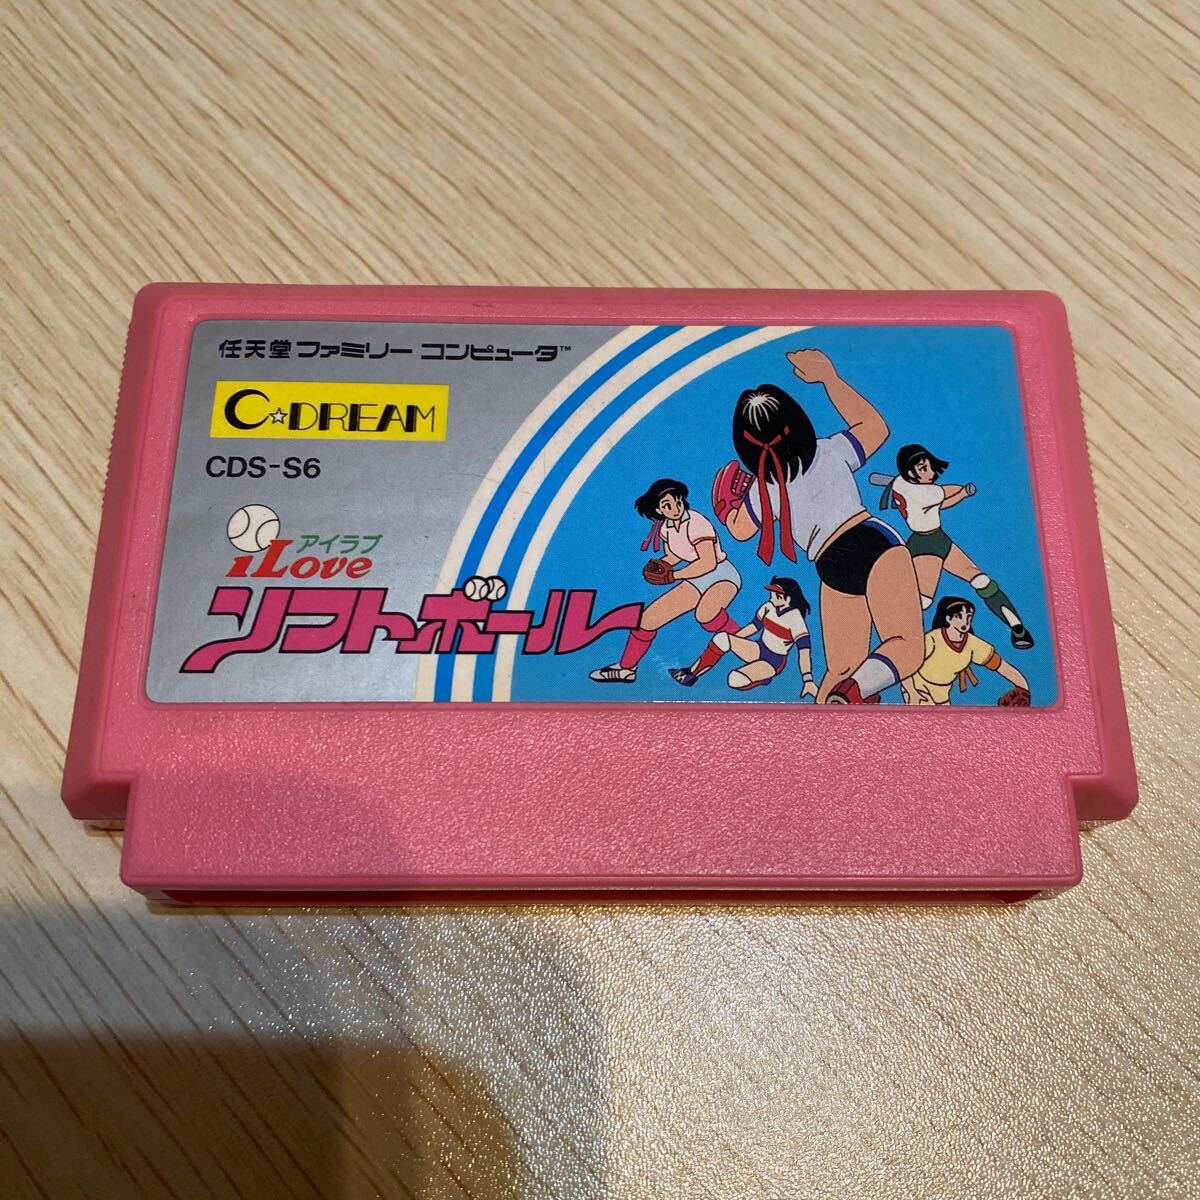 任天堂 ファミリー コンピュータ™
C☆DREAM
CDS-S6
アイラブ
iLove
ソフトボール